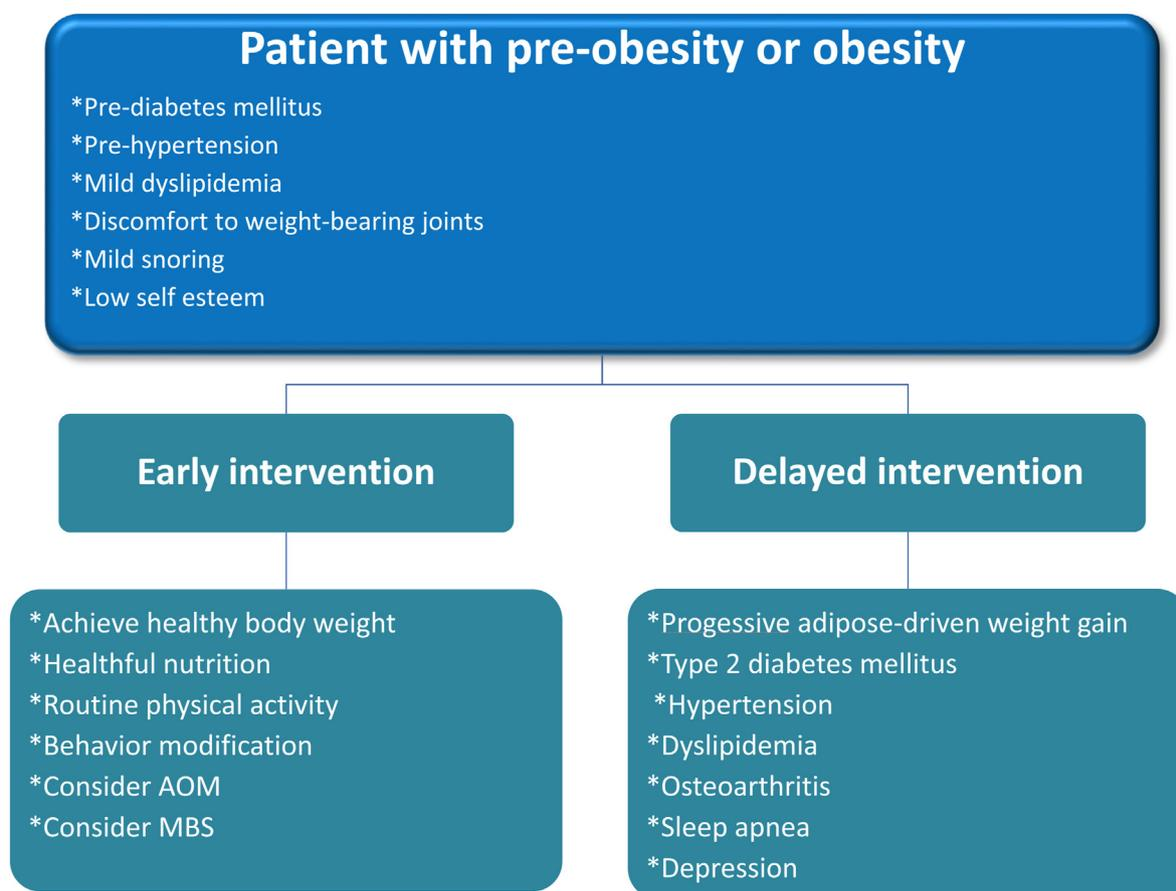 Patient with pre-obesity or obesity
*Pre-diabetes mellitus
*Pre-hypertension
*Mild dyslipidemia
*Discomfort to weight-bearing joints
*Mild snoring
*Low self esteem
Early intervention
*Achieve healthy body weight
*Healthful nutrition
*Routine physical activity
*Behavior modification
*Consider AOM
*Consider MBS
Delayed intervention
*Progessive adipose-driven weight gain
*Type 2 diabetes mellitus
*Hypertension
*Dyslipidemia
*Osteoarthritis
*Sleep apnea
*Depression